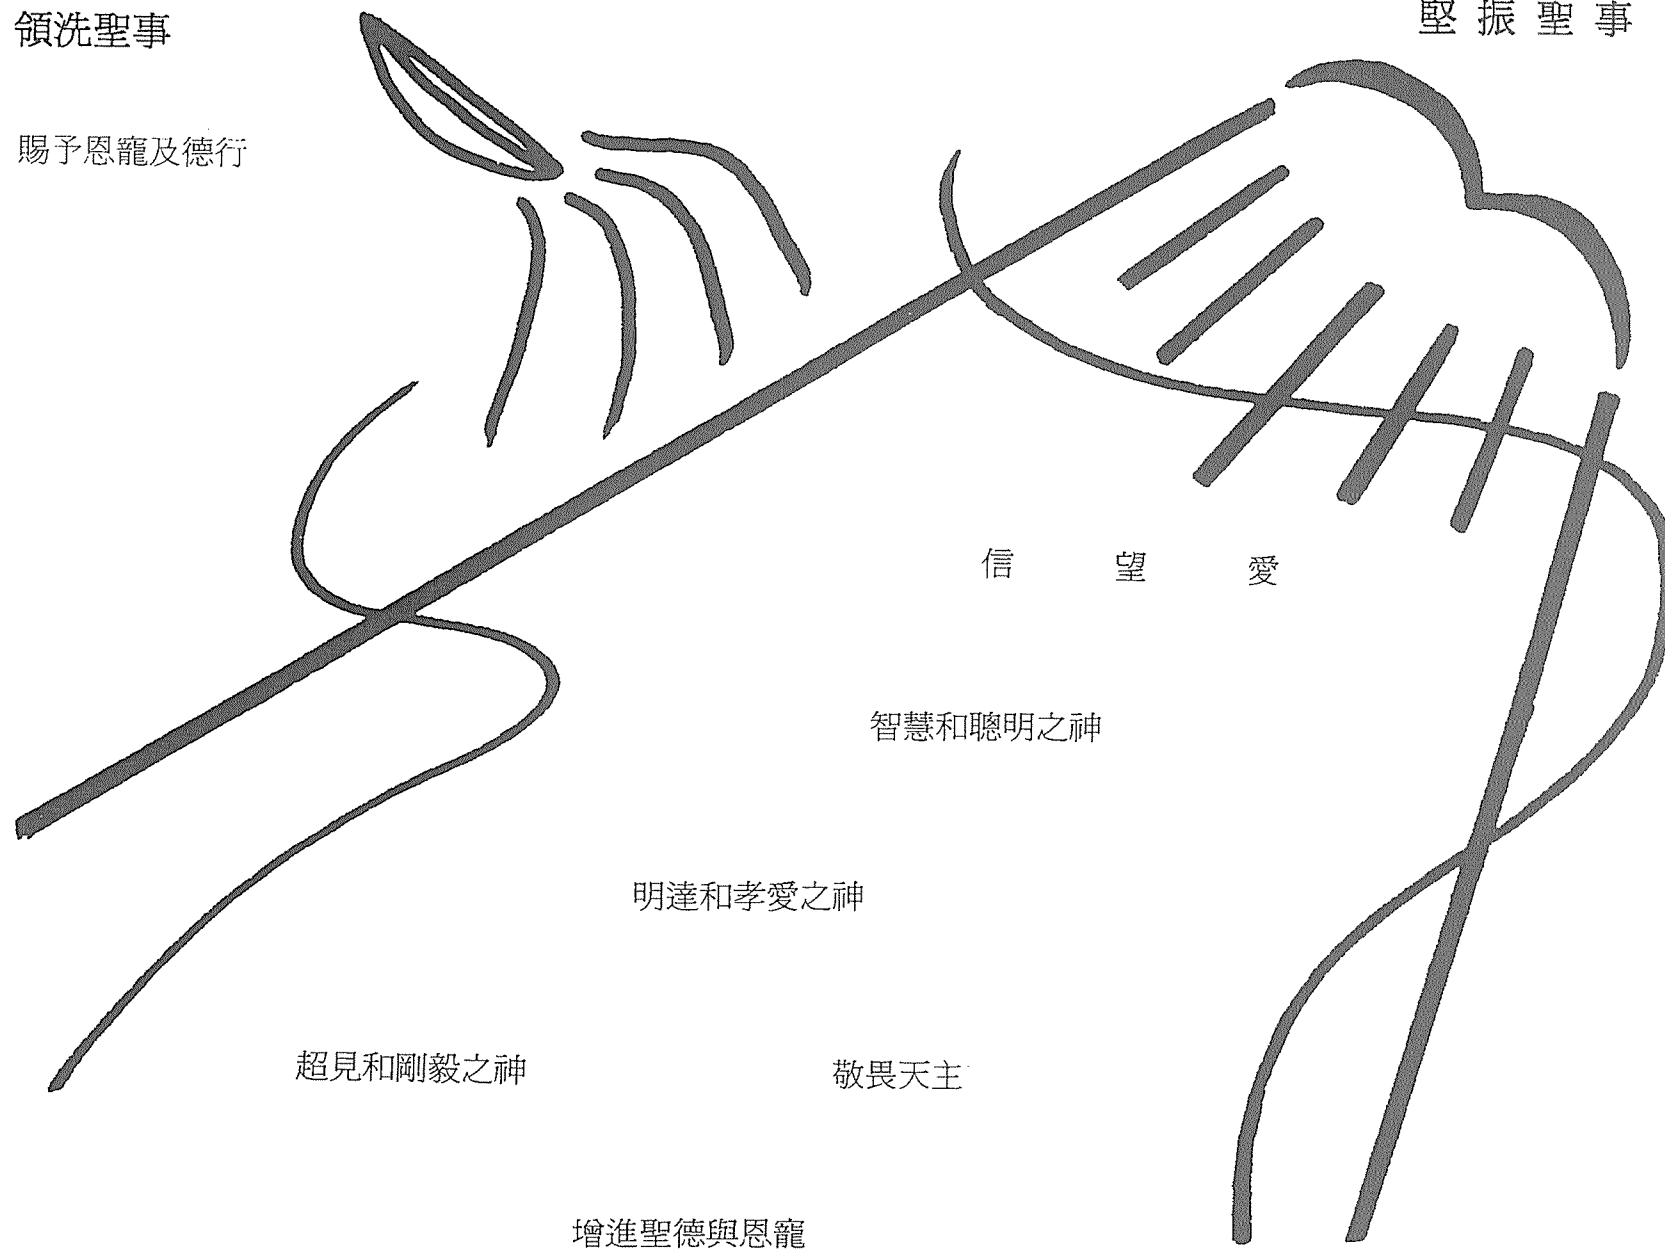 領洗聖事
堅振聖事
賜予恩寵及德行
信 望 愛
智慧和聰明之神
明達和孝愛之神
超見和剛毅之神
敬畏天主
增進聖德與恩寵